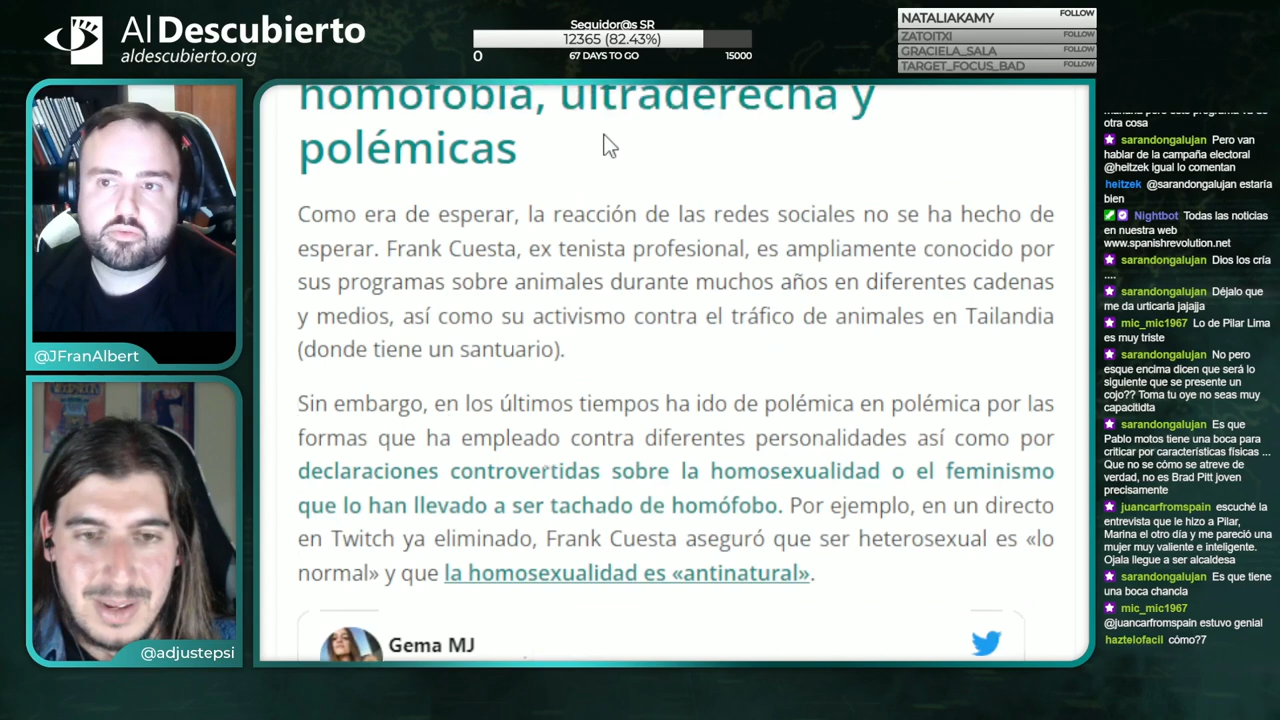 Al Descubierto
aldescubierto.org
Seguidor@s SR
12365 (82.43%)
0
67 DAYS TO GO
15000
NATALIAKAMY
FOLLOW
ZATOITXI
FOLLOW
GRACIELA_SALA
FOLLOW
TARGET_FOCUS_BAD
FOLLOW
@JFranAlbert
@adjustepsi
homofobia, ultraderecha y
polémicas
Como era de esperar, la reacción de las redes sociales no se ha hecho de
esperar. Frank Cuesta, ex tenista profesional, es ampliamente conocido por
sus programas sobre animales durante muchos años en diferentes cadenas
y medios, así como su activismo contra el tráfico de animales en Tailandia
(donde tiene un santuario).
Sin embargo, en los últimos tiempos ha ido de polémica en polémica por las
formas que ha empleado contra diferentes personalidades así como por
declaraciones controvertidas sobre la homosexualidad o el feminismo
que lo han llevado a ser tachado de homófobo. Por ejemplo, en un directo
en Twitch ya eliminado, Frank Cuesta aseguró que ser heterosexual es «lo
normal» y que la homosexualidad es «antinatural».
Gema MJ
otra cosa
sarandongalujan Pero van
hablar de la campaña electoral
@heitzek igual lo comentan
heitzek @sarandongalujan estaría
bien
Nightbot Todas las noticias
en nuestra web
www.spanishrevolution.net
sarandongalujan Dios los cría
....
sarandongalujan Déjalo que
me da urticaria jajajja
mic_mic1967 Lo de Pilar Lima
es muy triste
sarandongalujan No pero
esque encima dicen que será lo
siguiente que se presente un
cojo?? Toma tu oye no seas muy
capacitidta
sarandongalujan Es que
Pablo motos tiene una boca para
criticar por características físicas ...
Que no se cómo se atreve de
verdad, no es Brad Pitt joven
precisamente
juancarfromspain escuché la
entrevista que le hizo a Pilar,
Marina el otro día y me pareció una
mujer muy valiente e inteligente.
Ojala llegue a ser alcaldesa
sarandongalujan Es que tiene
una boca chancla
mic_mic1967
@juancarfromspain estuvo genial
haztelofacil cómo?7